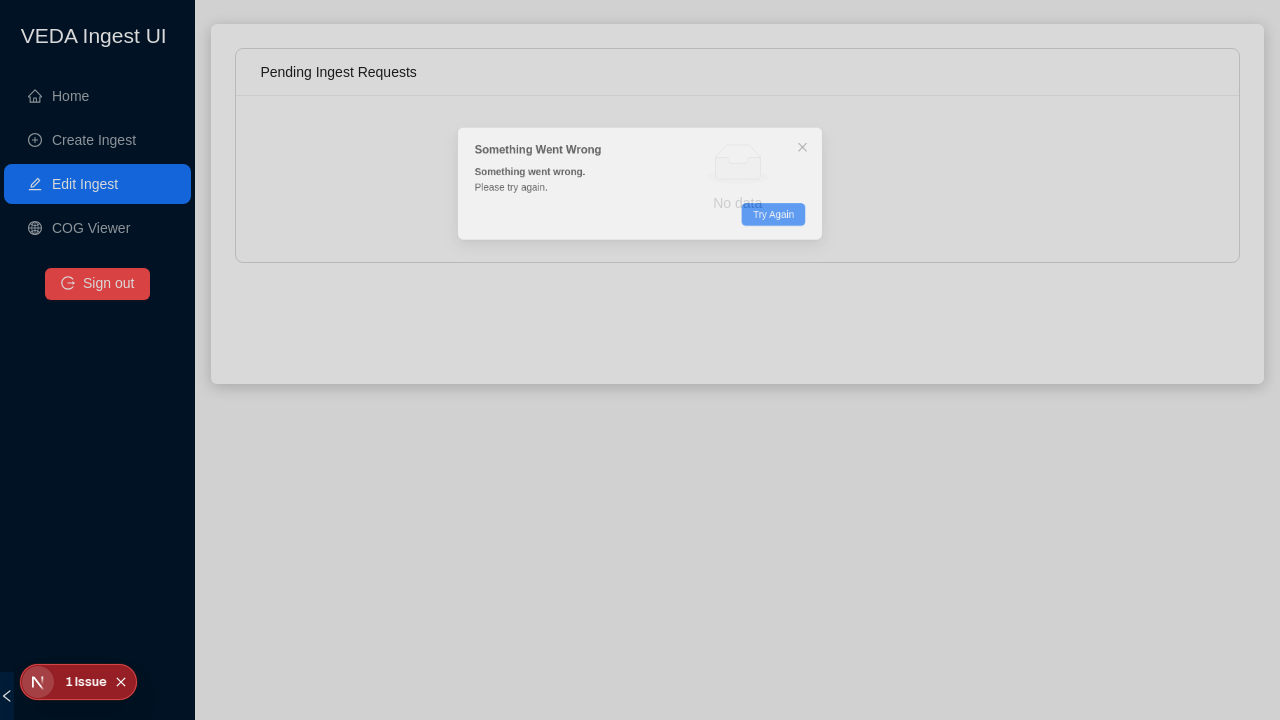 VEDA Ingest UI
Home
Create Ingest
Edit Ingest
COG Viewer
Sign out
1 Issue
Pending Ingest Requests
Something Went Wrong
Something went wrong.
Please try again.
No data
Try Again